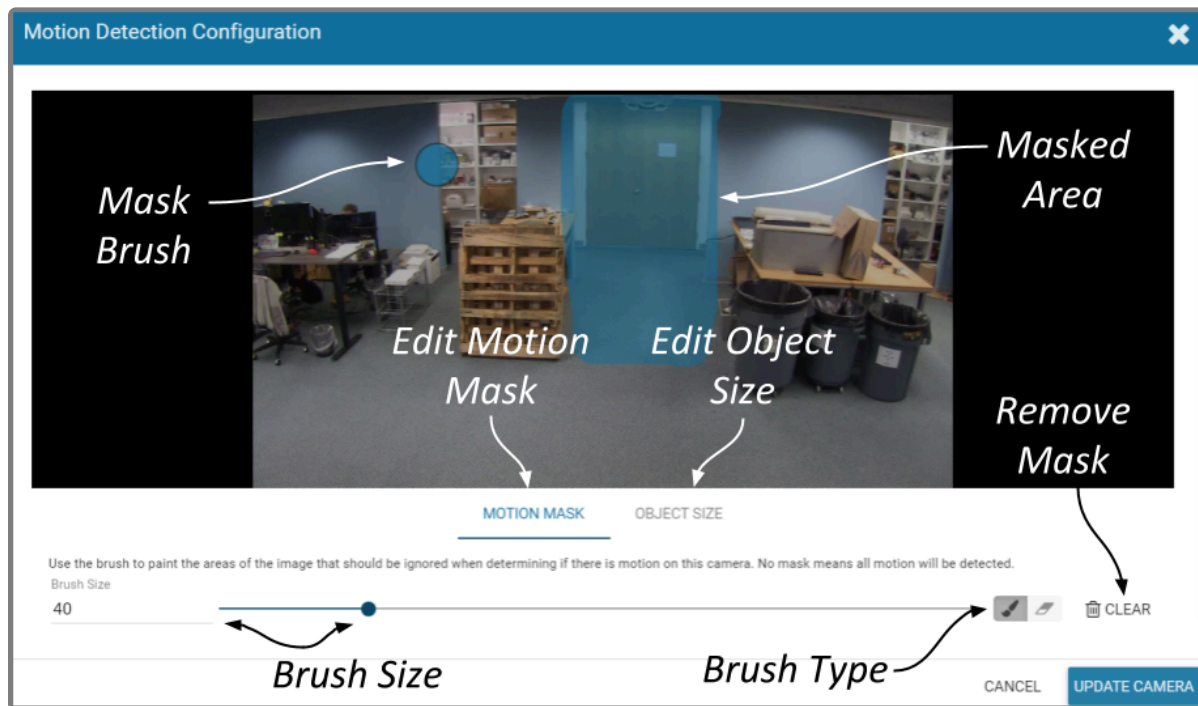 Motion Detection Configuration
Mask
Brush
Masked
Area
Edit Motion
Mask
Edit Object
Size
Remove
Mask
MOTION MASK
OBJECT SIZE
Use the brush to paint the areas of the image that should be ignored when determining if there is motion on this camera. No mask means all motion will be detected.
Brush Size
40
CLEAR
Brush Size
Brush Type
CANCEL
UPDATE CAMERA